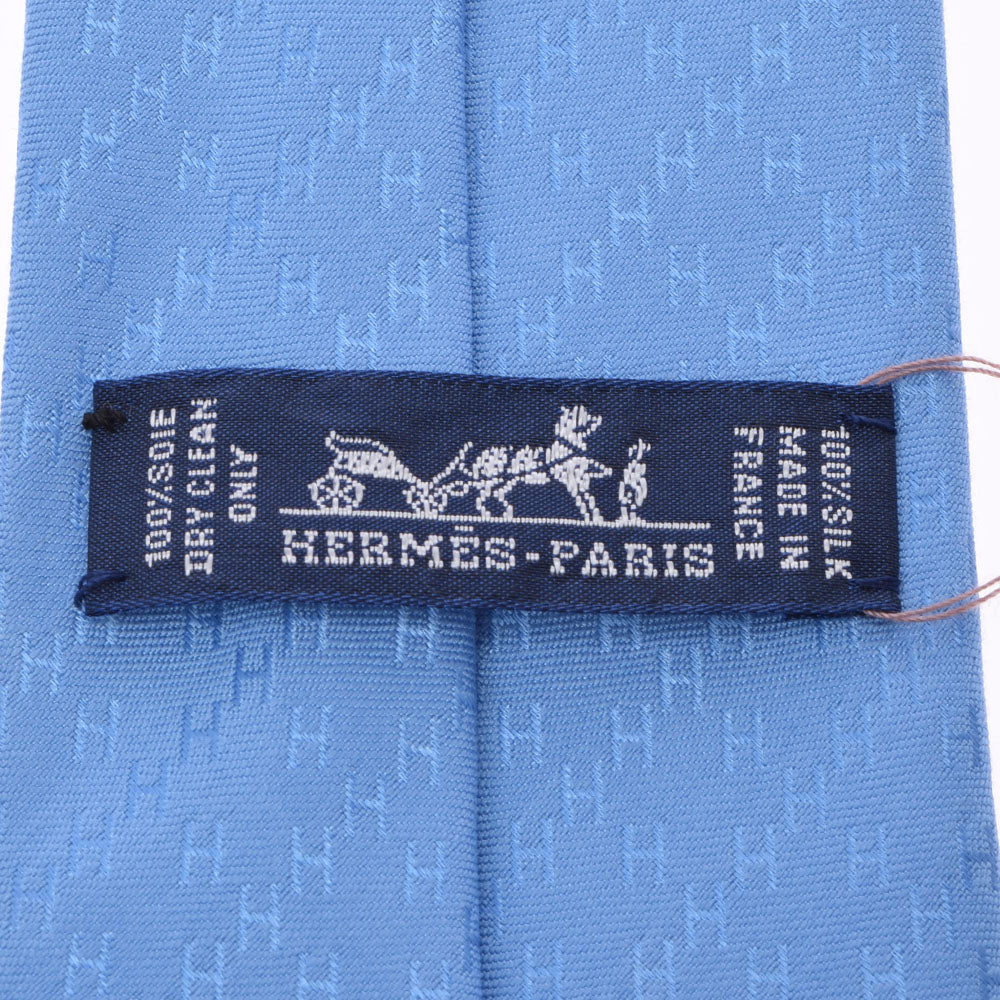 100%SOIE
DRY CLEAN
ONLY
HERMÈS-PARIS
100%SILK
MADE IN
FRANCE